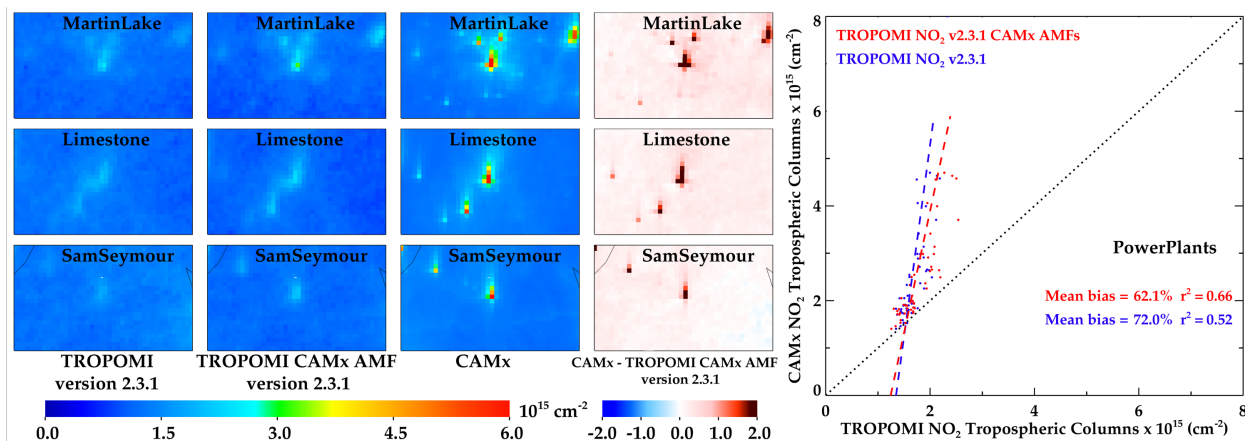 MartinLake
MartinLake
MartinLake
MartinLake
Limestone
Limestone
Limestone
Limestone
SamSeymour
SamSeymour
SamSeymour
SamSeymour
TROPOMI
version 2.3.1
TROPOMI CAMx AMF
version 2.3.1
CAMx
CAMx - TROPOMI CAMx AMF
version 2.3.1
10¹⁵ cm⁻²
0.0 1.5 3.0 4.5 6.0
-2.0 -1.0 0.0 1.0 2.0
CAMx NO₂ Tropospheric Columns x 10¹⁵ (cm⁻²)
8
6
4
2
0
TROPOMI NO₂ v2.3.1 CAMx AMFs
TROPOMI NO₂ v2.3.1
PowerPlants
Mean bias = 62.1% r² = 0.66
Mean bias = 72.0% r² = 0.52
0 2 4 6 8
TROPOMI NO₂ Tropospheric Columns x 10¹⁵ (cm⁻²)